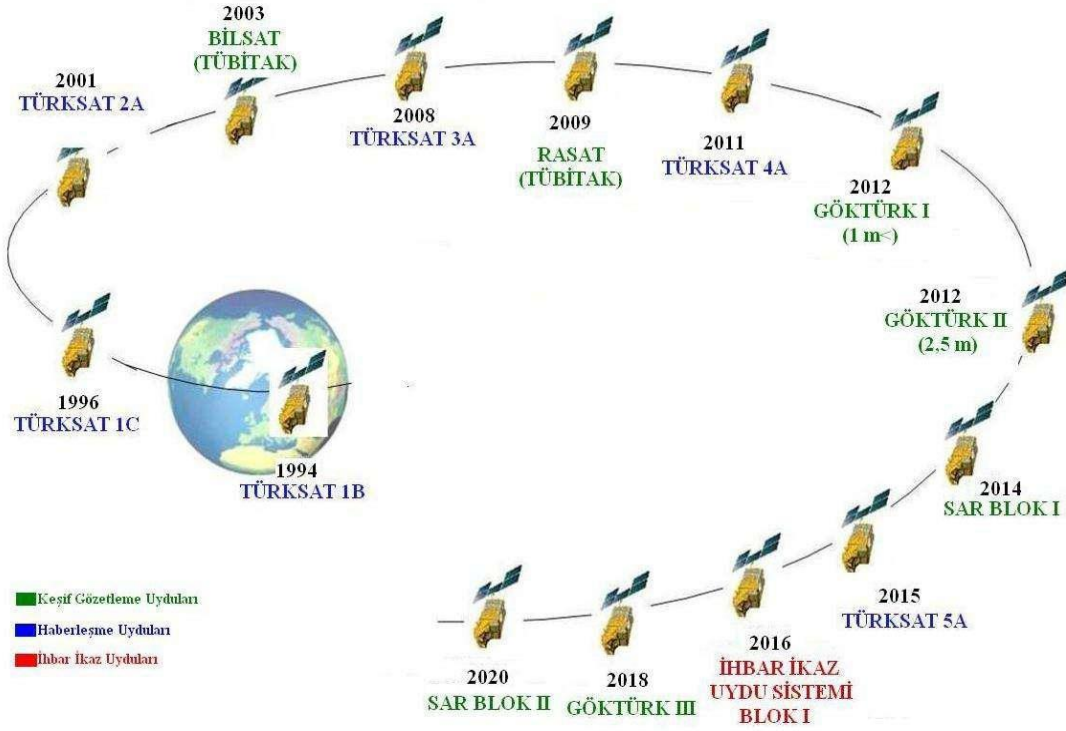 2003
BİLSAT
(TÜBİTAK)
2001
TÜRKSAT 2A
2008
TÜRKSAT 3A
2009
RASAT
(TÜBİTAK)
2011
TÜRKSAT 4A
2012
GÖKTÜRK I
(1 m<)
2012
GÖKTÜRK II
(2,5 m)
1996
TÜRKSAT 1C
1994
TÜRKSAT 1B
2014
SAR BLOK I
2015
TÜRKSAT 5A
2016
İHBAR İKAZ
UYDU SİSTEMİ
BLOK I
2018
GÖKTÜRK III
2020
SAR BLOK II
Keşif Gözetleme Uyduları
Haberleşme Uyduları
İhbar İkaz Uyduları